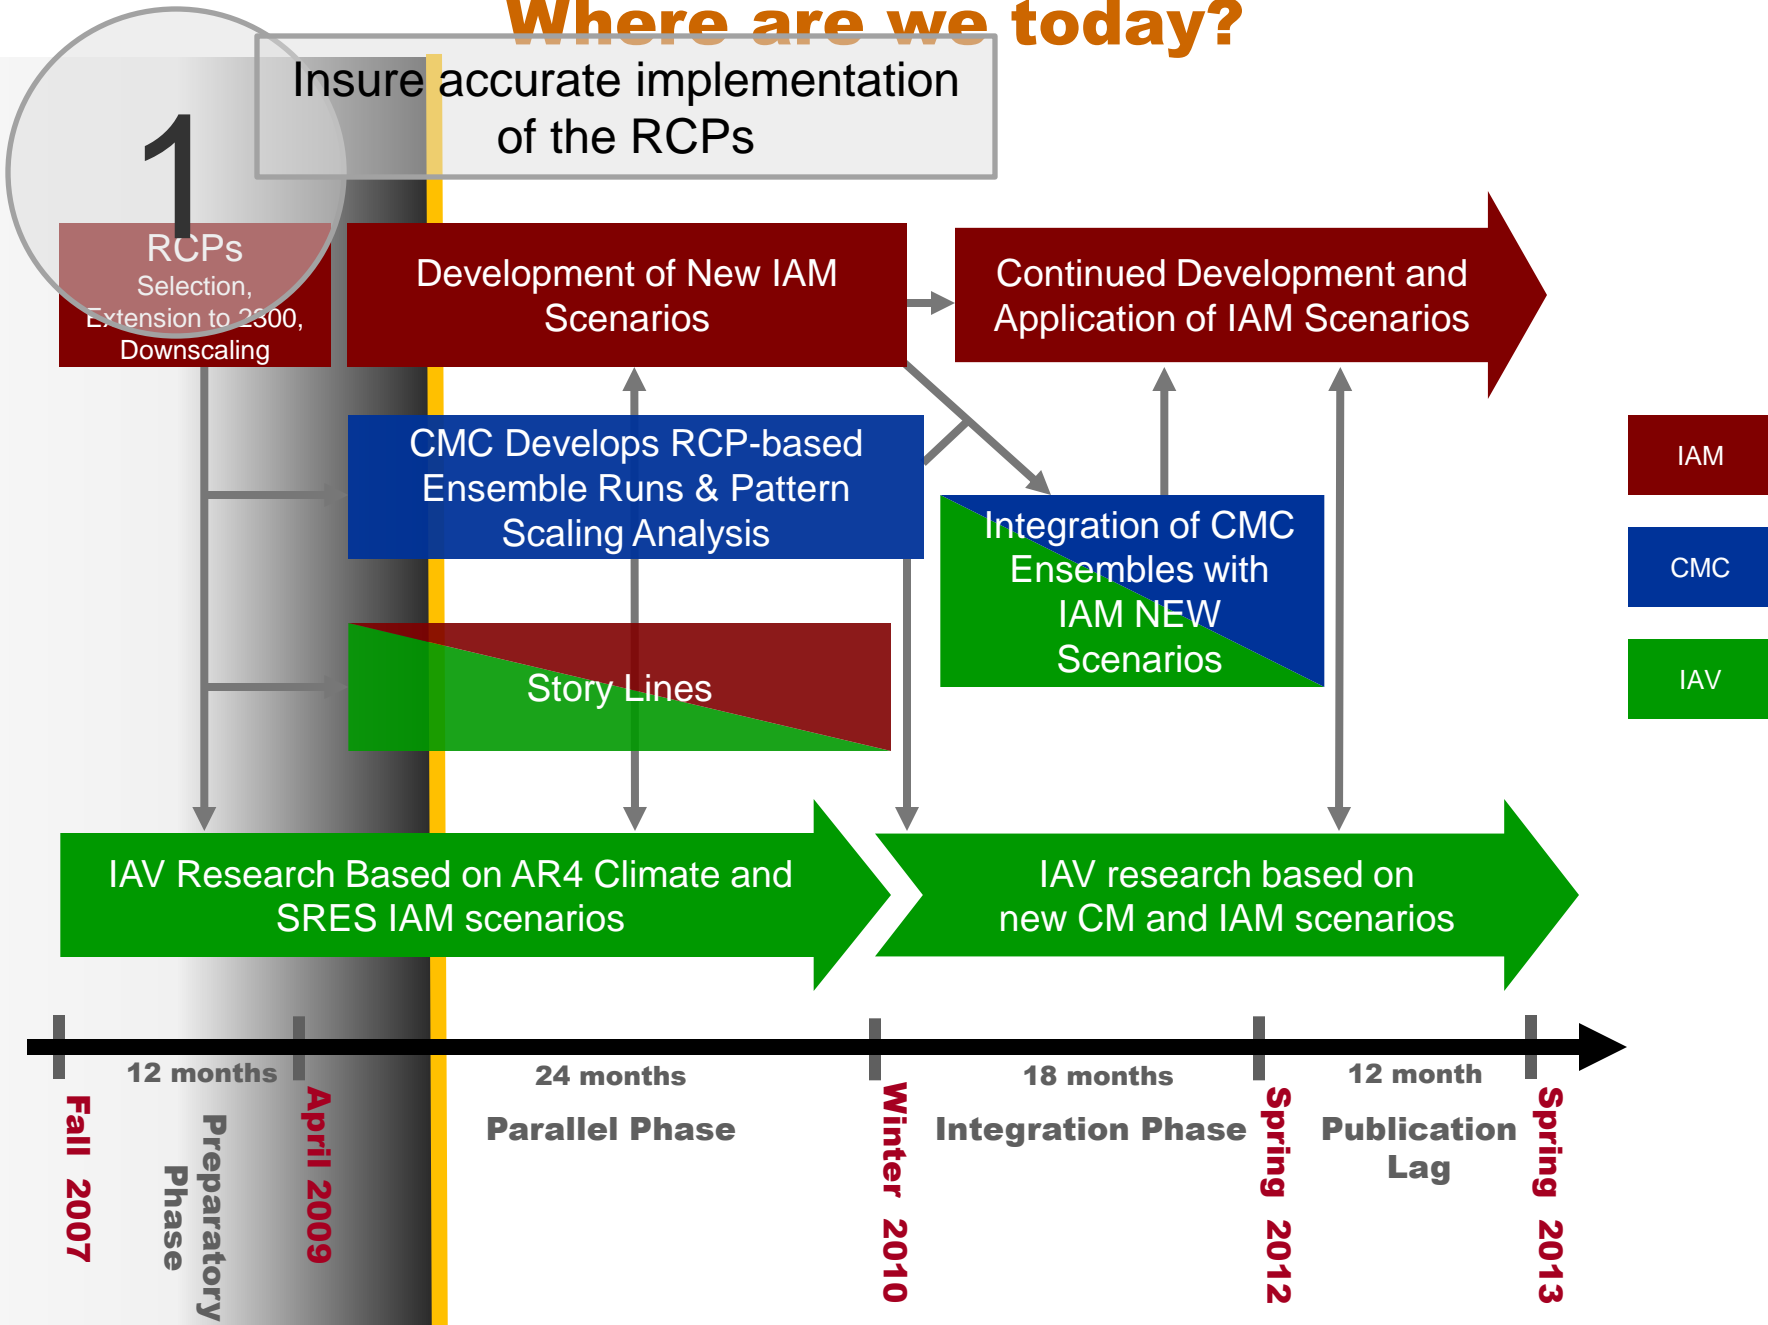 Where are we today?
Insure accurate implementation
of the RCPs
1
RCPs
Selection,
Extension to 2300,
Downscaling
Development of New IAM
Scenarios
Continued Development and
Application of IAM Scenarios
CMC Develops RCP-based
Ensemble Runs & Pattern
Scaling Analysis
Integration of CMC
Ensembles with
IAM NEW
Scenarios
Story Lines
IAM
CMC
IAV
IAV Research Based on AR4 Climate and
SRES IAM scenarios
IAV research based on
new CM and IAM scenarios
12 months
24 months
18 months
12 month
Fall 2007
Preparatory
Phase
April 2009
Parallel Phase
Winter 2010
Integration Phase
Spring 2012
Publication
Lag
Spring 2013